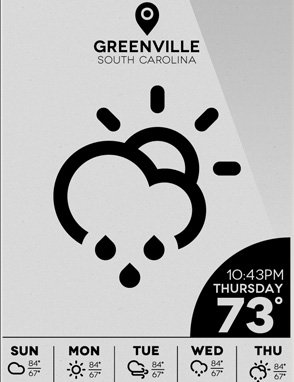 GREENVILLE
SOUTH CAROLINA
10:43PM
THURSDAY
73°
SUN MON TUE WED THU
84° 84° 84° 84° 84°
67° 67° 67° 67° 67°